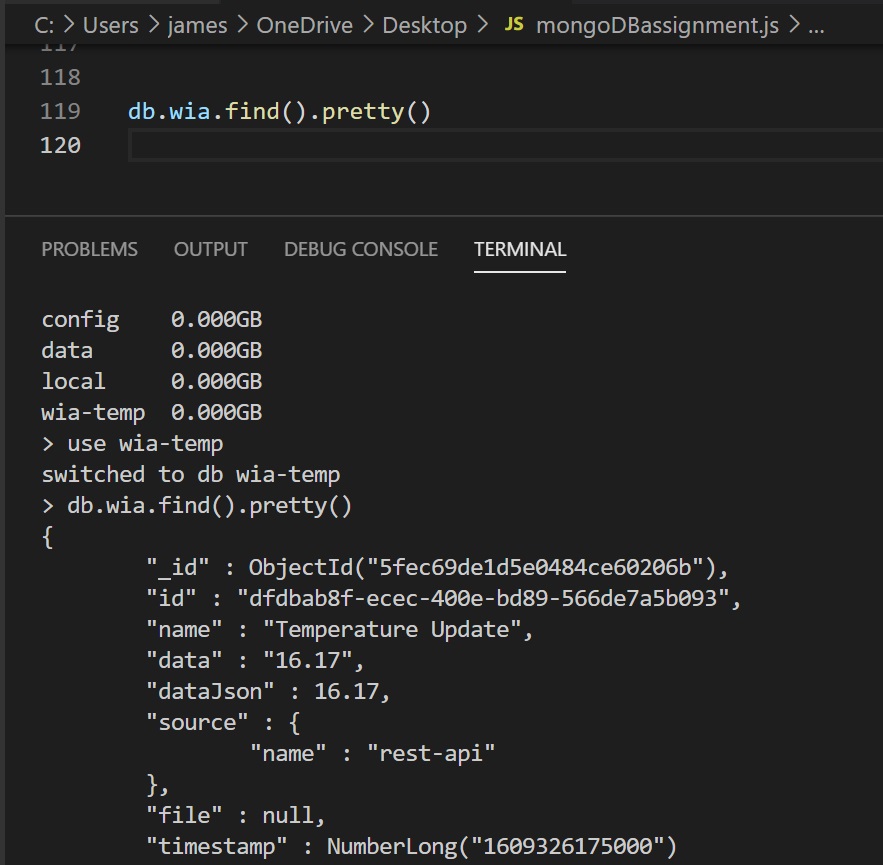 C: > Users > james > OneDrive > Desktop > JS mongoDBassignment.js > ...
117
118
119 db.wia.find().pretty()
120
PROBLEMS OUTPUT DEBUG CONSOLE TERMINAL
config 0.000GB
data 0.000GB
local 0.000GB
wia-temp 0.000GB
> use wia-temp
switched to db wia-temp
> db.wia.find().pretty()
{
"_id" : ObjectId("5fec69de1d5e0484ce60206b"),
"id" : "dfdbab8f-ecec-400e-bd89-566de7a5b093",
"name" : "Temperature Update",
"data" : "16.17",
"dataJson" : 16.17,
"source" : {
"name" : "rest-api"
},
"file" : null,
"timestamp" : NumberLong("1609326175000")